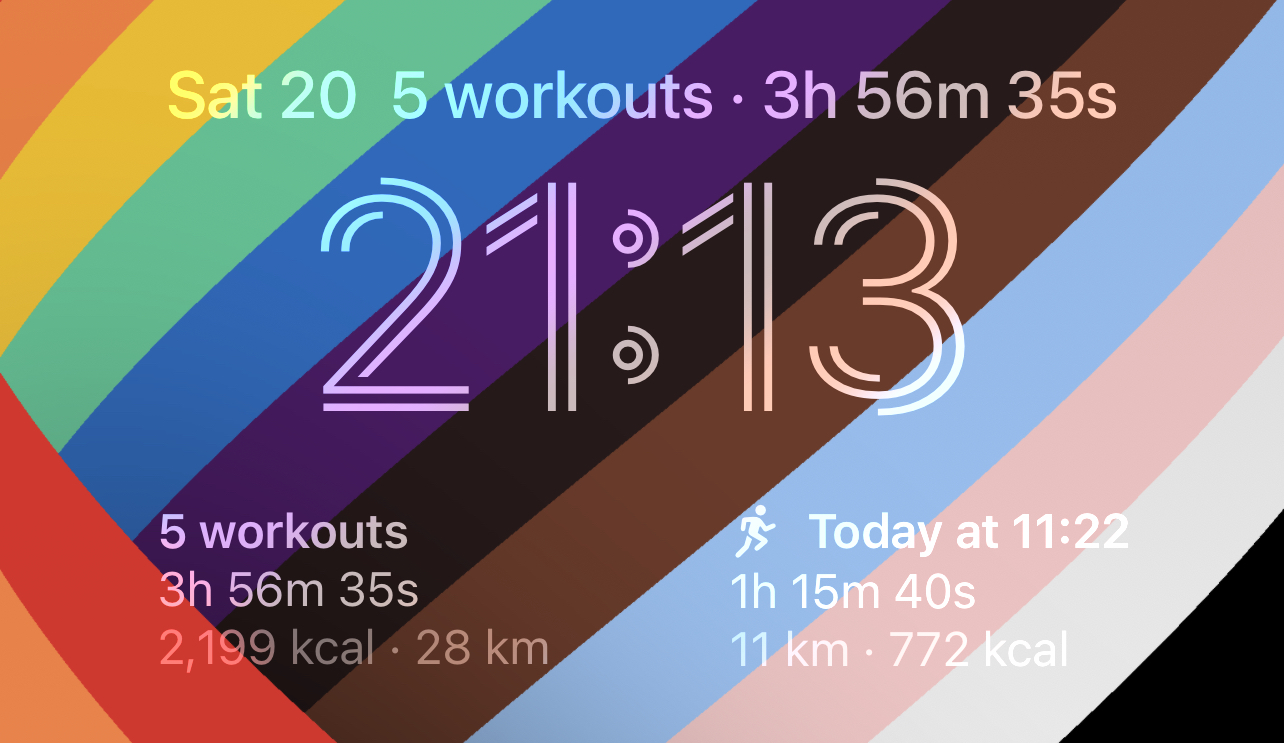 Sat 20 5 workouts · 3h 56m 35s
21:13
5 workouts
3h 56m 35s
2,199 kcal · 28 km
Today at 11:22
1h 15m 40s
11 km · 772 kcal